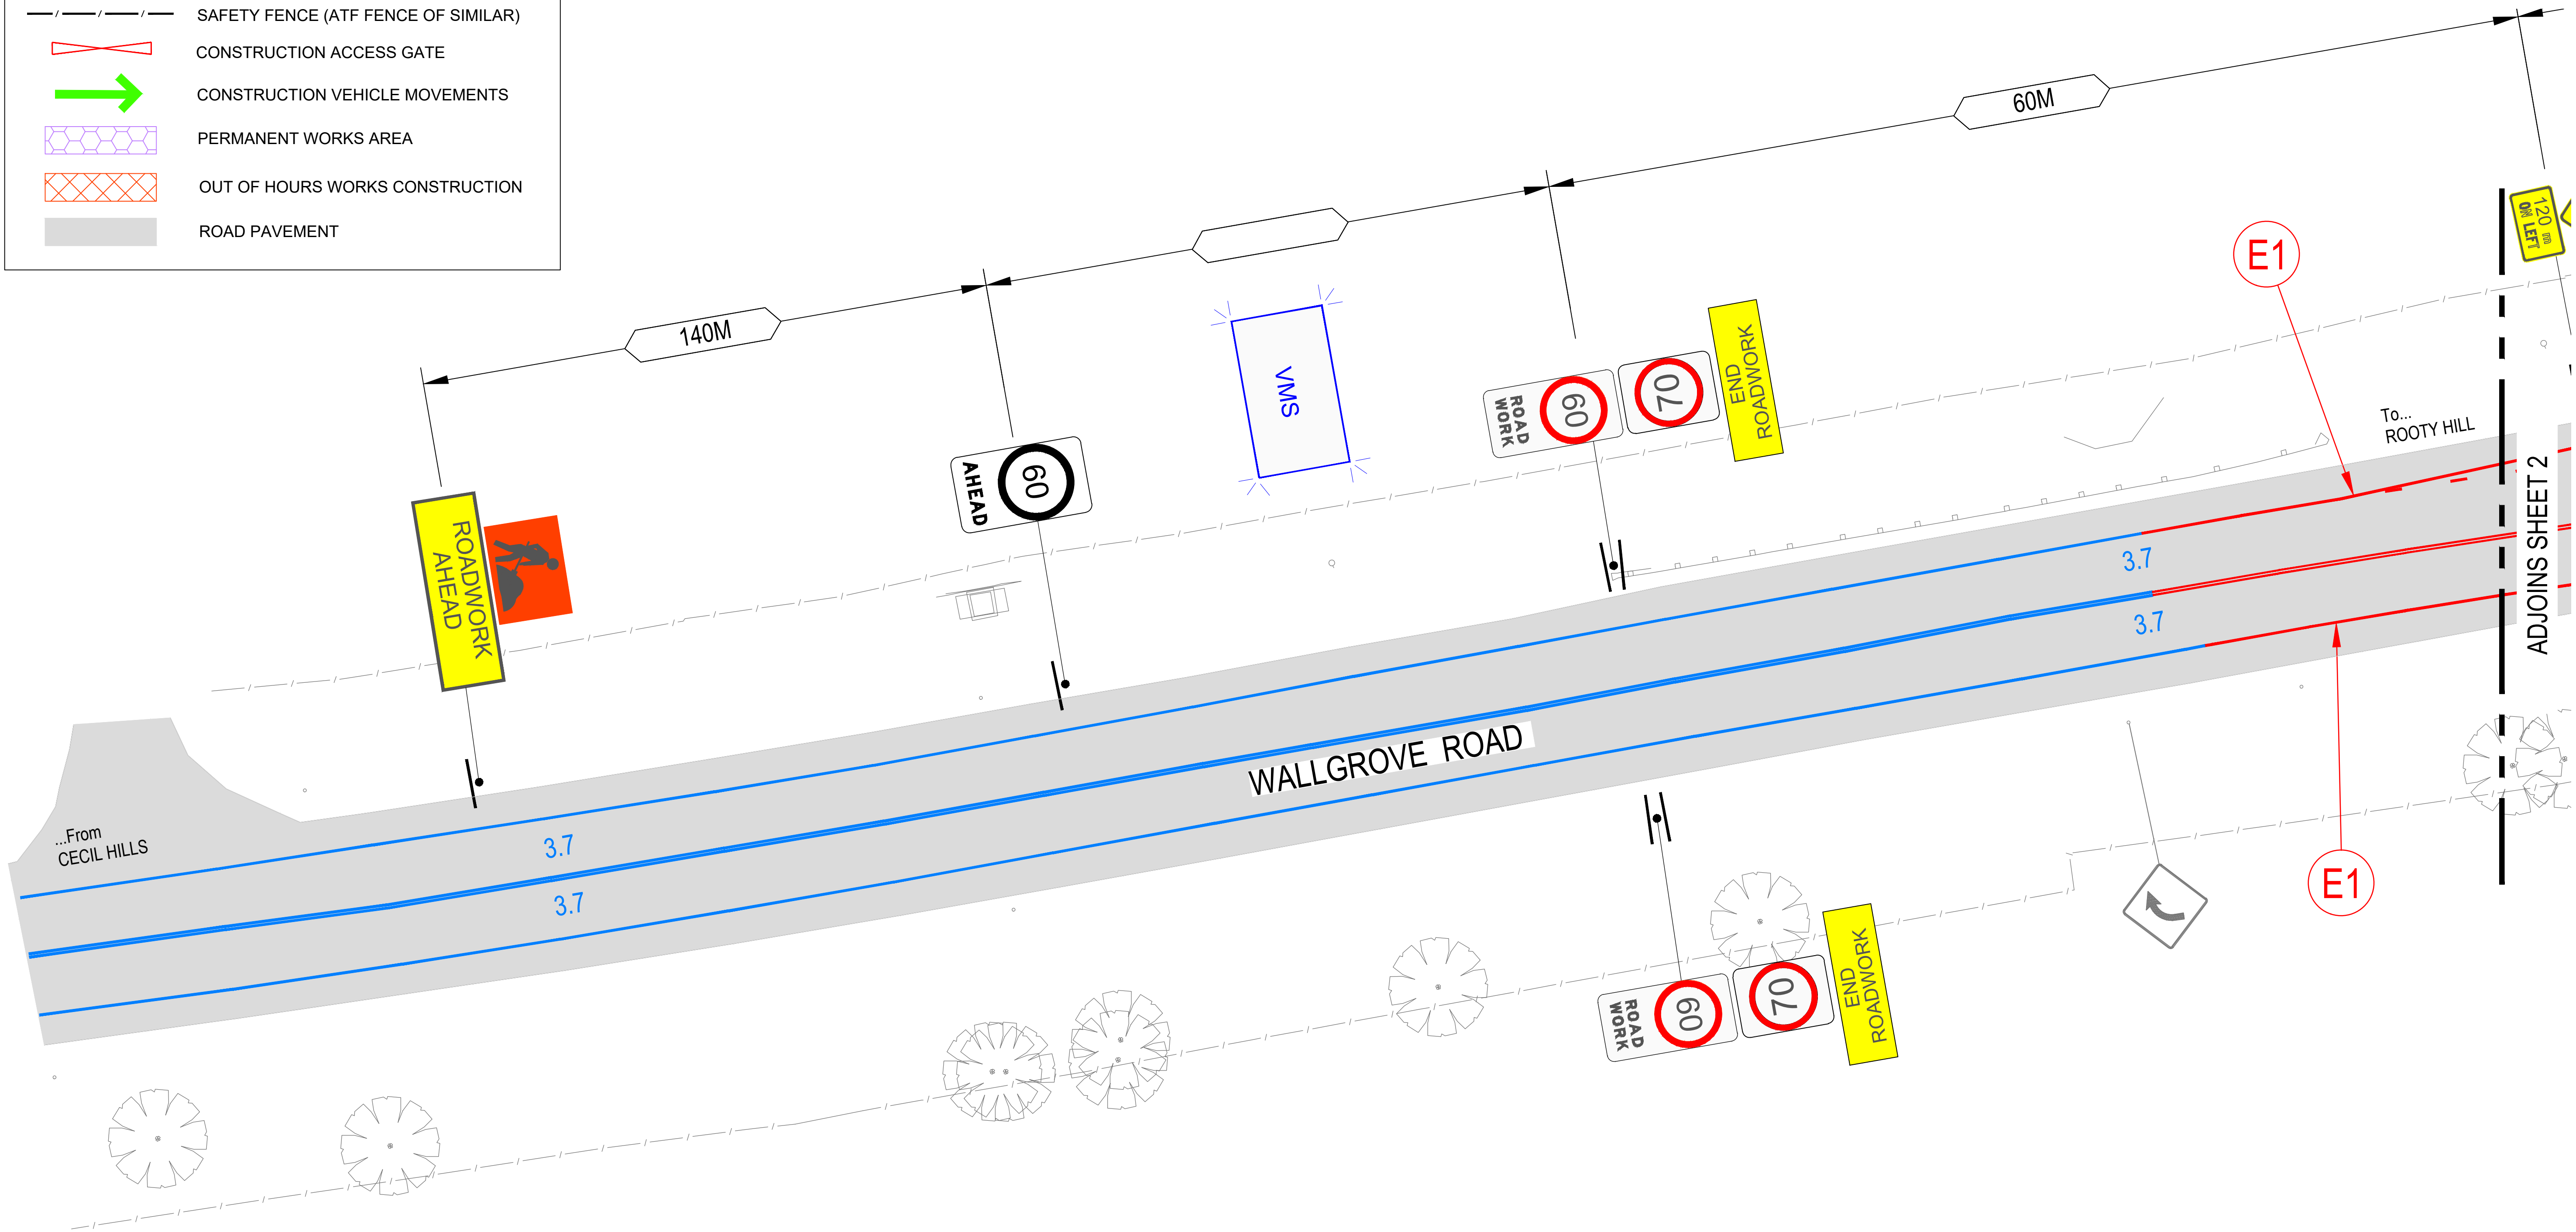 SAFETY FENCE (ATF FENCE OF SIMILAR)
CONSTRUCTION ACCESS GATE
CONSTRUCTION VEHICLE MOVEMENTS
PERMANENT WORKS AREA
OUT OF HOURS WORKS CONSTRUCTION
ROAD PAVEMENT
140M
60M
ROADWORK
AHEAD
60
AHEAD
VMS
ROAD
WORK
60
70
END
ROADWORK
E1
120 m
ON LEFT
To...
ROOTY HILL
ADJOINS SHEET 2
3.7
3.7
WALLGROVE ROAD
...From
CECIL HILLS
3.7
3.7
E1
ROAD
WORK
60
70
END
ROADWORK